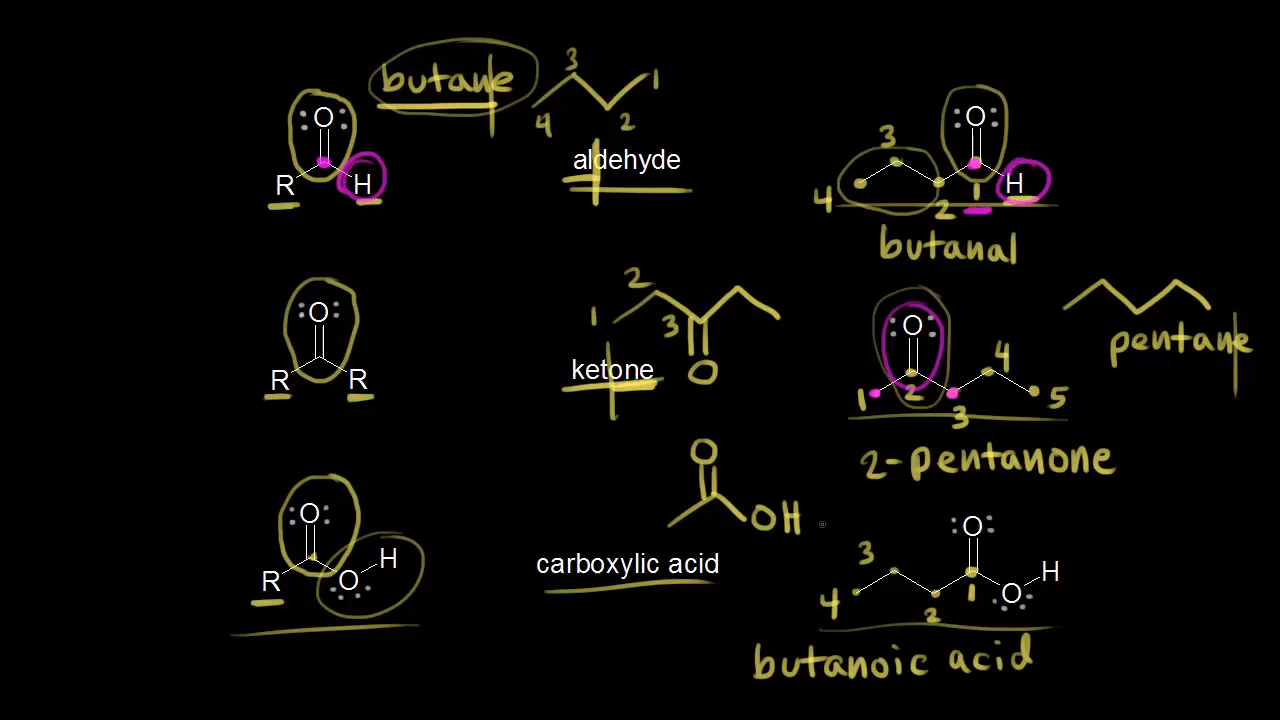 butane
3
1
4
2
O
R
H
aldehyde
O
3
4
2
1
H
butanal
O
R
R
2
1
3
O
ketone
pentane
O
4
1
2
3
5
2-pentanone
O
R
O
H
O
OH
carboxylic acid
O
3
4
2
1
O
H
butanoic acid